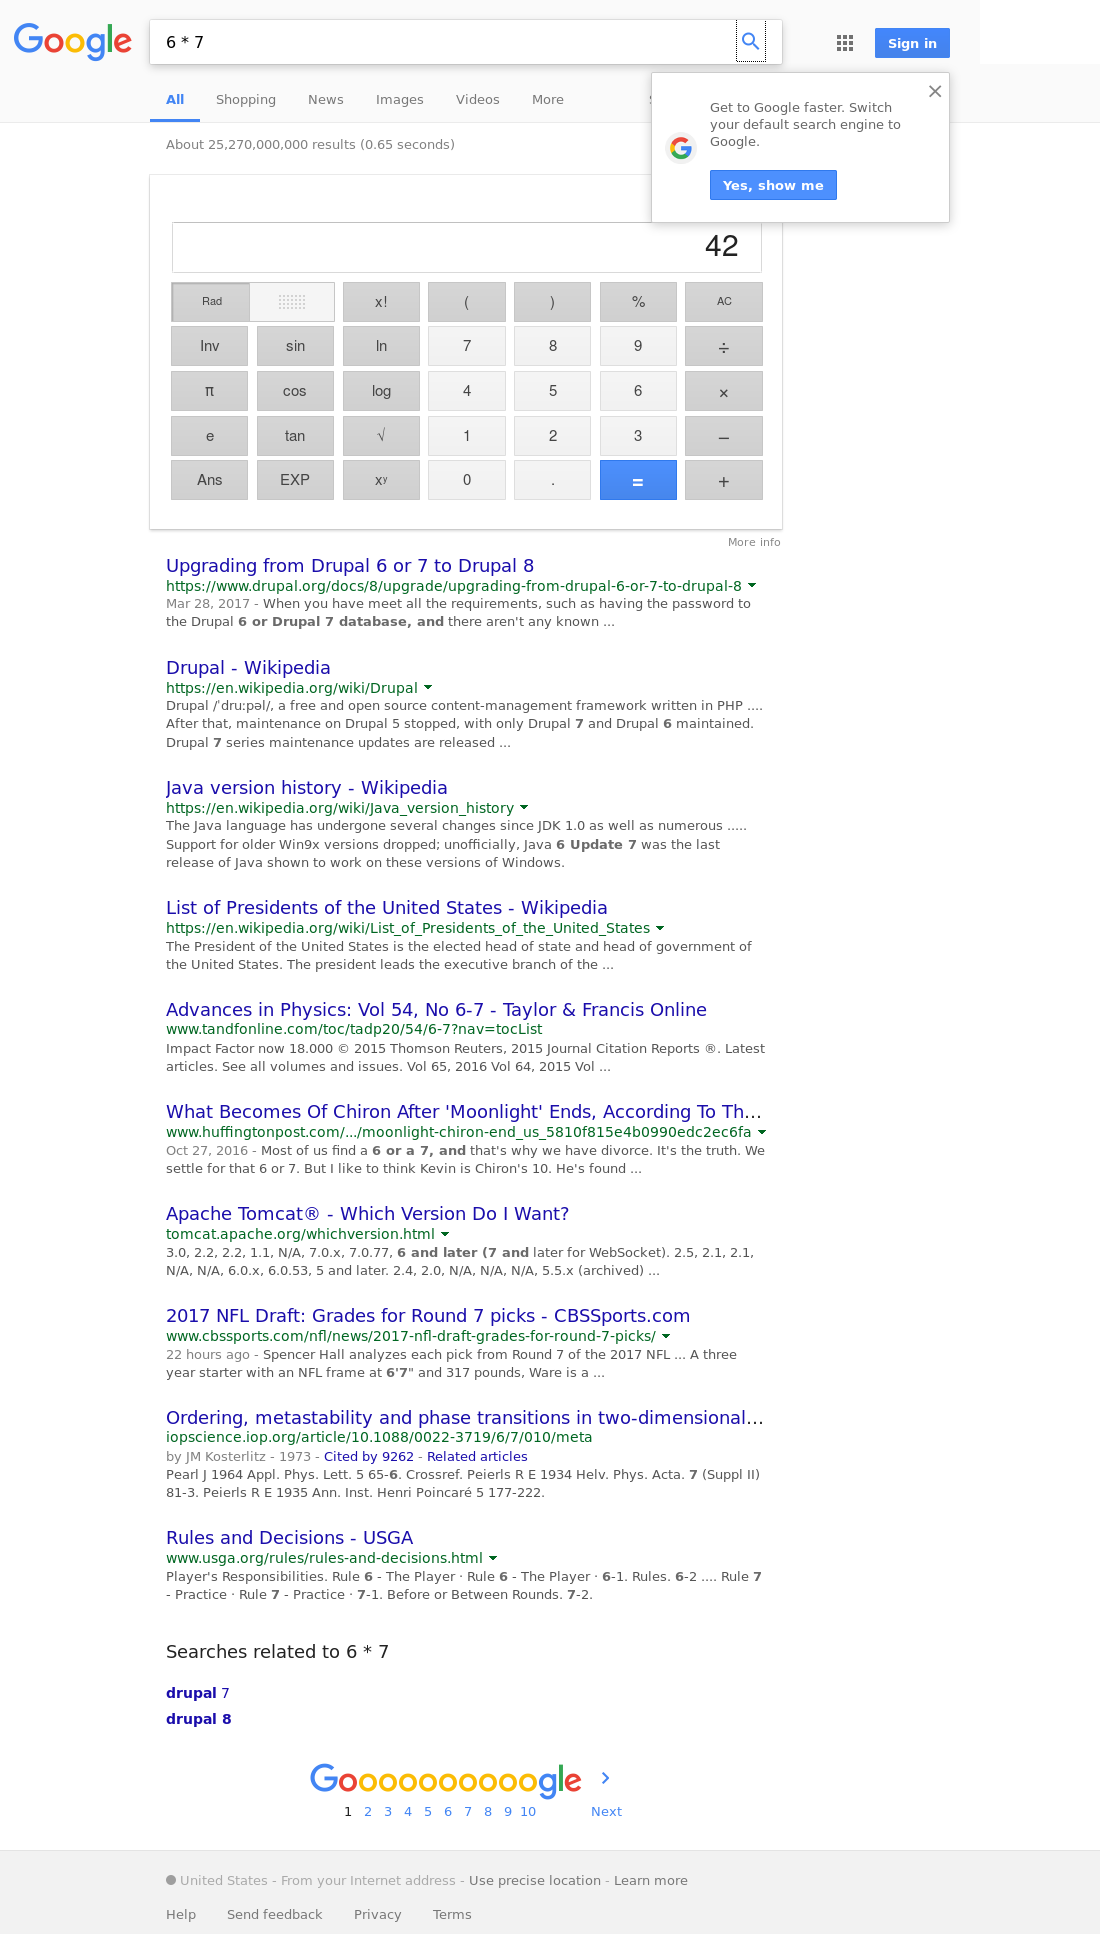 Google
6 * 7
Sign in
All Shopping News Images Videos More
Get to Google faster. Switch
your default search engine to
Google.
Yes, show me
About 25,270,000,000 results (0.65 seconds)
42
Rad x! ( ) % AC
Inv sin ln 7 8 9 ÷
π cos log 4 5 6 ×
e tan √ 1 2 3 −
Ans EXP xʸ 0 . = +
More info
Upgrading from Drupal 6 or 7 to Drupal 8
https://www.drupal.org/docs/8/upgrade/upgrading-from-drupal-6-or-7-to-drupal-8
Mar 28, 2017 - When you have meet all the requirements, such as having the password to
the Drupal 6 or Drupal 7 database, and there aren't any known ...
Drupal - Wikipedia
https://en.wikipedia.org/wiki/Drupal
Drupal /ˈdruːpəl/, a free and open source content-management framework written in PHP ....
After that, maintenance on Drupal 5 stopped, with only Drupal 7 and Drupal 6 maintained.
Drupal 7 series maintenance updates are released ...
Java version history - Wikipedia
https://en.wikipedia.org/wiki/Java_version_history
The Java language has undergone several changes since JDK 1.0 as well as numerous .....
Support for older Win9x versions dropped; unofficially, Java 6 Update 7 was the last
release of Java shown to work on these versions of Windows.
List of Presidents of the United States - Wikipedia
https://en.wikipedia.org/wiki/List_of_Presidents_of_the_United_States
The President of the United States is the elected head of state and head of government of
the United States. The president leads the executive branch of the ...
Advances in Physics: Vol 54, No 6-7 - Taylor & Francis Online
www.tandfonline.com/toc/tadp20/54/6-7?nav=tocList
Impact Factor now 18.000 © 2015 Thomson Reuters, 2015 Journal Citation Reports ®. Latest
articles. See all volumes and issues. Vol 65, 2016 Vol 64, 2015 Vol ...
What Becomes Of Chiron After 'Moonlight' Ends, According To Th...
www.huffingtonpost.com/.../moonlight-chiron-end_us_5810f815e4b0990edc2ec6fa
Oct 27, 2016 - Most of us find a 6 or a 7, and that's why we have divorce. It's the truth. We
settle for that 6 or 7. But I like to think Kevin is Chiron's 10. He's found ...
Apache Tomcat® - Which Version Do I Want?
tomcat.apache.org/whichversion.html
3.0, 2.2, 2.2, 1.1, N/A, 7.0.x, 7.0.77, 6 and later (7 and later for WebSocket). 2.5, 2.1, 2.1,
N/A, N/A, 6.0.x, 6.0.53, 5 and later. 2.4, 2.0, N/A, N/A, N/A, 5.5.x (archived) ...
2017 NFL Draft: Grades for Round 7 picks - CBSSports.com
www.cbssports.com/nfl/news/2017-nfl-draft-grades-for-round-7-picks/
22 hours ago - Spencer Hall analyzes each pick from Round 7 of the 2017 NFL ... A three
year starter with an NFL frame at 6'7" and 317 pounds, Ware is a ...
Ordering, metastability and phase transitions in two-dimensional...
iopscience.iop.org/article/10.1088/0022-3719/6/7/010/meta
by JM Kosterlitz - 1973 - Cited by 9262 - Related articles
Pearl J 1964 Appl. Phys. Lett. 5 65-6. Crossref. Peierls R E 1934 Helv. Phys. Acta. 7 (Suppl II)
81-3. Peierls R E 1935 Ann. Inst. Henri Poincaré 5 177-222.
Rules and Decisions - USGA
www.usga.org/rules/rules-and-decisions.html
Player's Responsibilities. Rule 6 - The Player · Rule 6 - The Player · 6-1. Rules. 6-2 .... Rule 7
- Practice · Rule 7 - Practice · 7-1. Before or Between Rounds. 7-2.
Searches related to 6 * 7
drupal 7
drupal 8
Goooooooooogle
1 2 3 4 5 6 7 8 9 10 Next
United States - From your Internet address - Use precise location - Learn more
Help Send feedback Privacy Terms